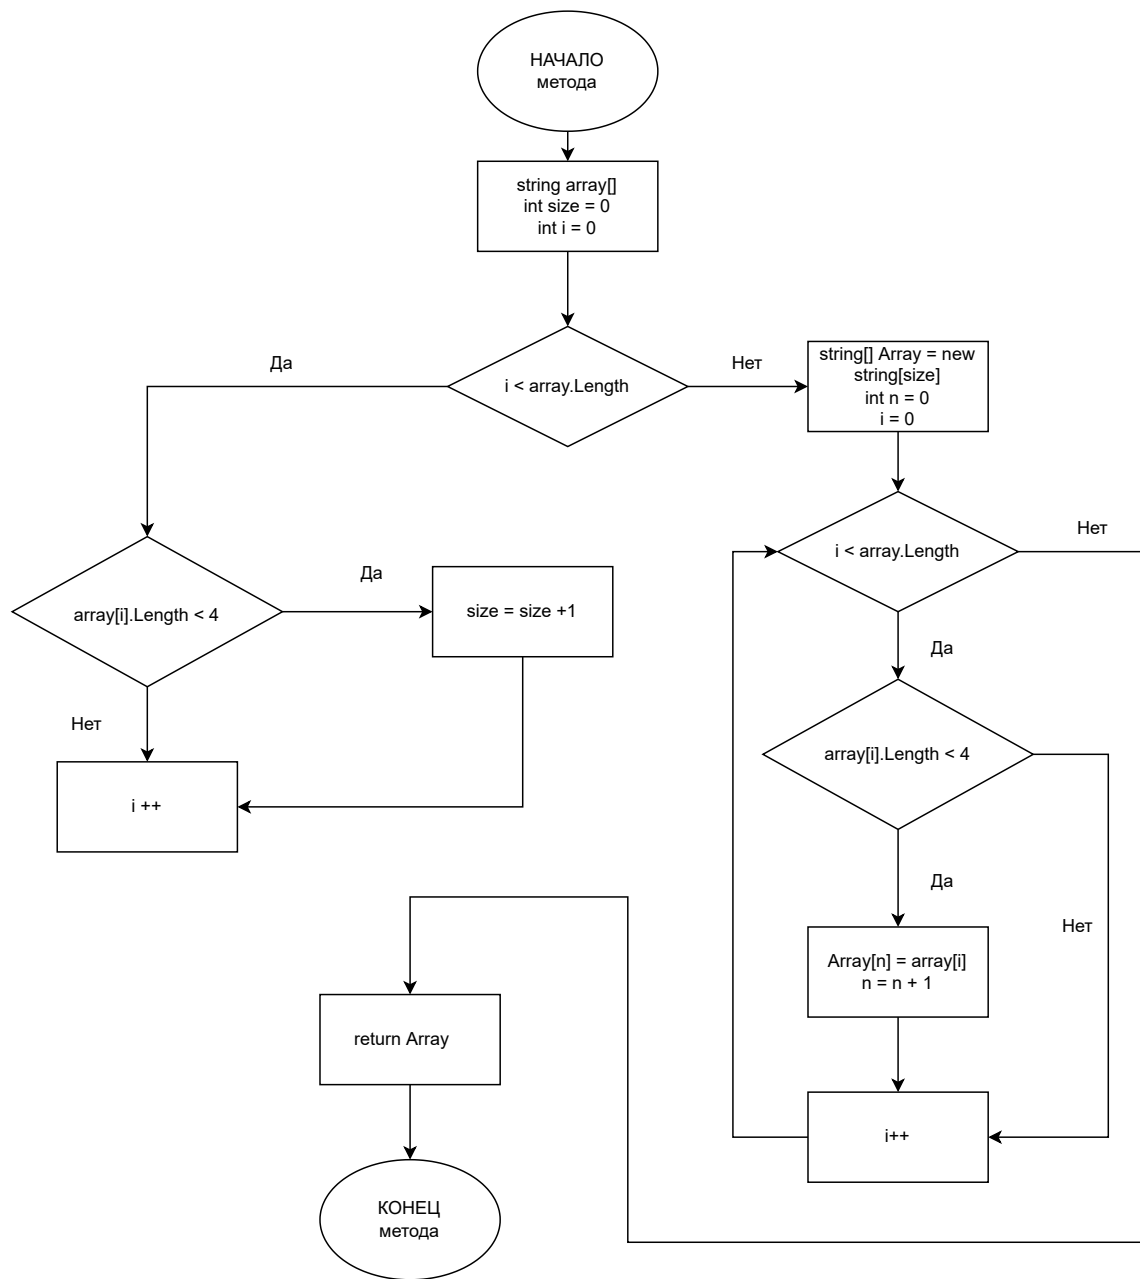 НАЧАЛО
метода
string array[]
int size = 0
int i = 0
Да
i < array.Length
Нет
string[] Array = new
string[size]
int n = 0
i = 0
i < array.Length
Нет
Да
array[i].Length < 4
Да
size = size +1
Нет
i ++
array[i].Length < 4
Да
Нет
Array[n] = array[i]
n = n + 1
i++
return Array
КОНЕЦ
метода